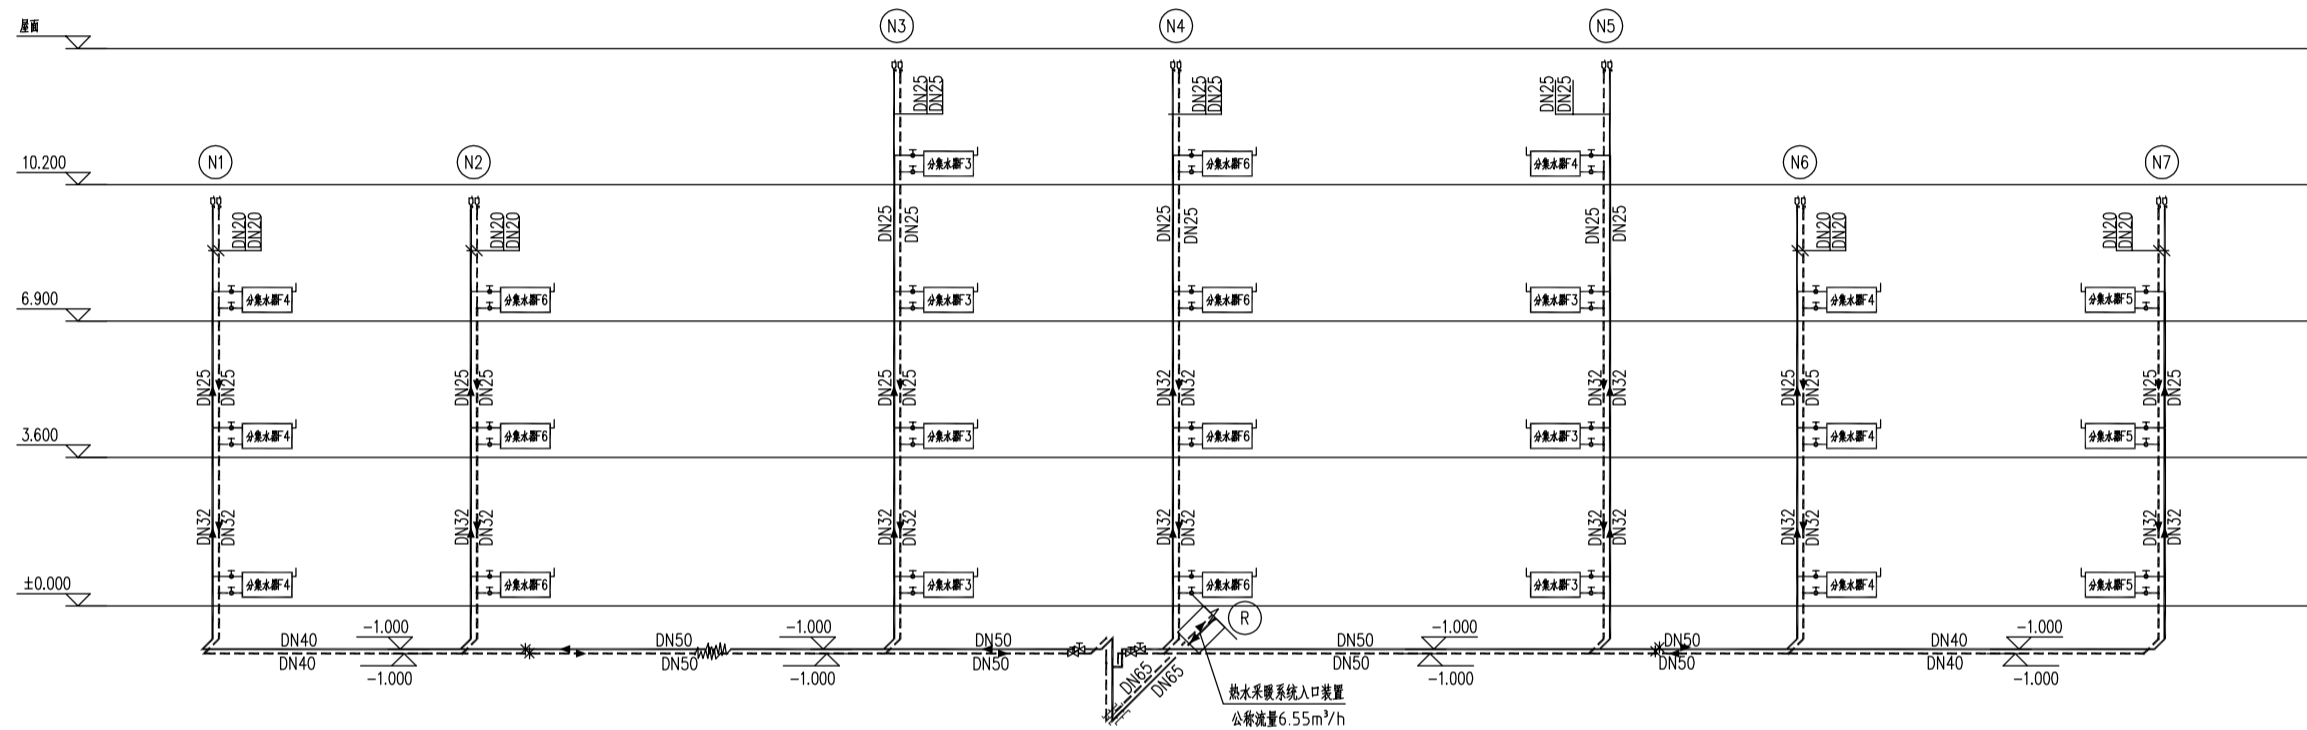 屋面
N3
N4
N5
DN25
DN25
DN25
DN25
DN25
DN25
10.200
N1
N2
分集水器F3
分集水器F6
分集水器F4
N6
N7
DN20
DN20
DN20
DN20
DN25
DN25
DN25
DN25
DN25
DN25
DN20
DN20
DN20
DN20
6.900
分集水器F4
分集水器F6
分集水器F3
分集水器F6
分集水器F3
分集水器F4
分集水器F5
DN25
DN25
DN25
DN25
DN25
DN25
DN32
DN32
DN32
DN32
DN25
DN25
DN25
DN25
3.600
分集水器F4
分集水器F6
分集水器F3
分集水器F6
分集水器F3
分集水器F4
分集水器F5
DN32
DN32
DN32
DN32
DN32
DN32
DN32
DN32
DN32
DN32
DN32
DN32
DN32
DN32
±0.000
分集水器F4
分集水器F6
分集水器F3
分集水器F6
分集水器F3
分集水器F4
分集水器F5
R
DN40
-1.000
DN50
-1.000
DN50
DN50
-1.000
DN50
DN40
-1.000
DN40
-1.000
DN50
-1.000
DN50
DN65
DN65
DN50
-1.000
DN50
DN40
-1.000
热水采暖系统入口装置
公称流量6.55m³/h